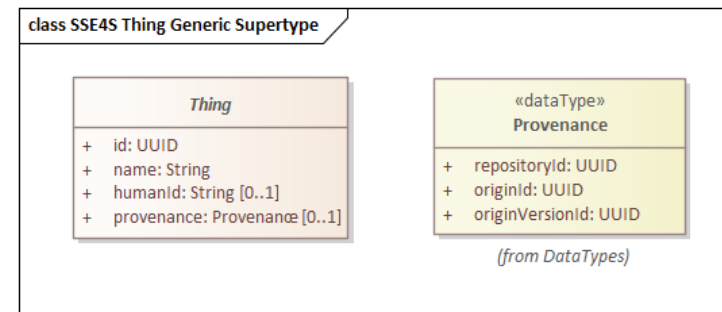 class SSE4S Thing Generic Supertype
Thing
+ id: UUID
+ name: String
+ humanId: String [0..1]
+ provenance: Provenance [0..1]
«dataType»
Provenance
+ repositoryId: UUID
+ originId: UUID
+ originVersionId: UUID
(from DataTypes)